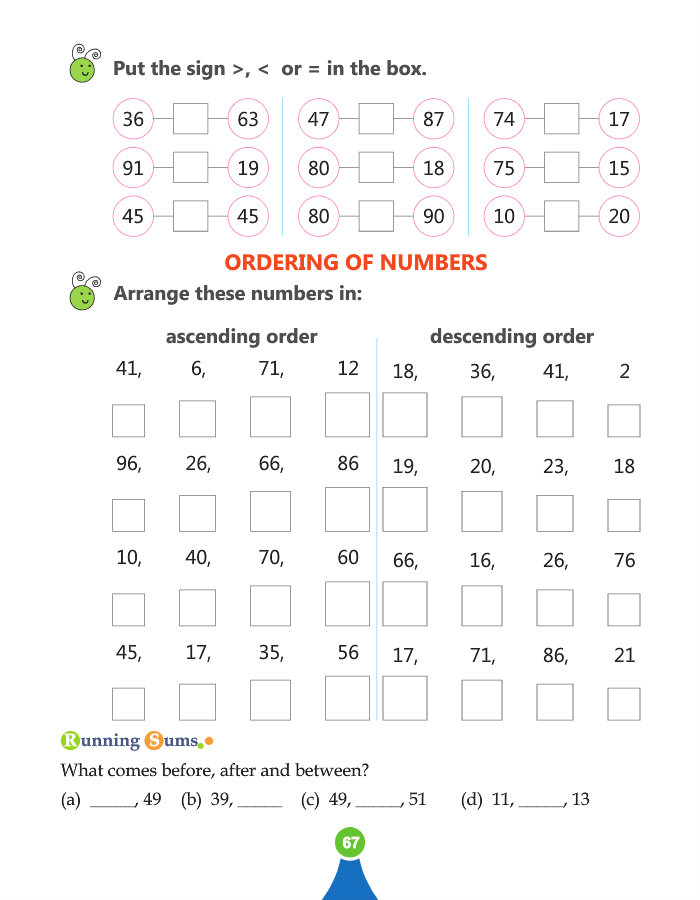 Put the sign >, < or = in the box.
36 63 47 87 74 17
91 19 80 18 75 15
45 45 80 90 10 20
ORDERING OF NUMBERS
Arrange these numbers in:
ascending order descending order
41, 6, 71, 12 18, 36, 41, 2
96, 26, 66, 86 19, 20, 23, 18
10, 40, 70, 60 66, 16, 26, 76
45, 17, 35, 56 17, 71, 86, 21
Running Sums
What comes before, after and between?
(a) _____, 49 (b) 39, _____ (c) 49, _____, 51 (d) 11, _____, 13
67